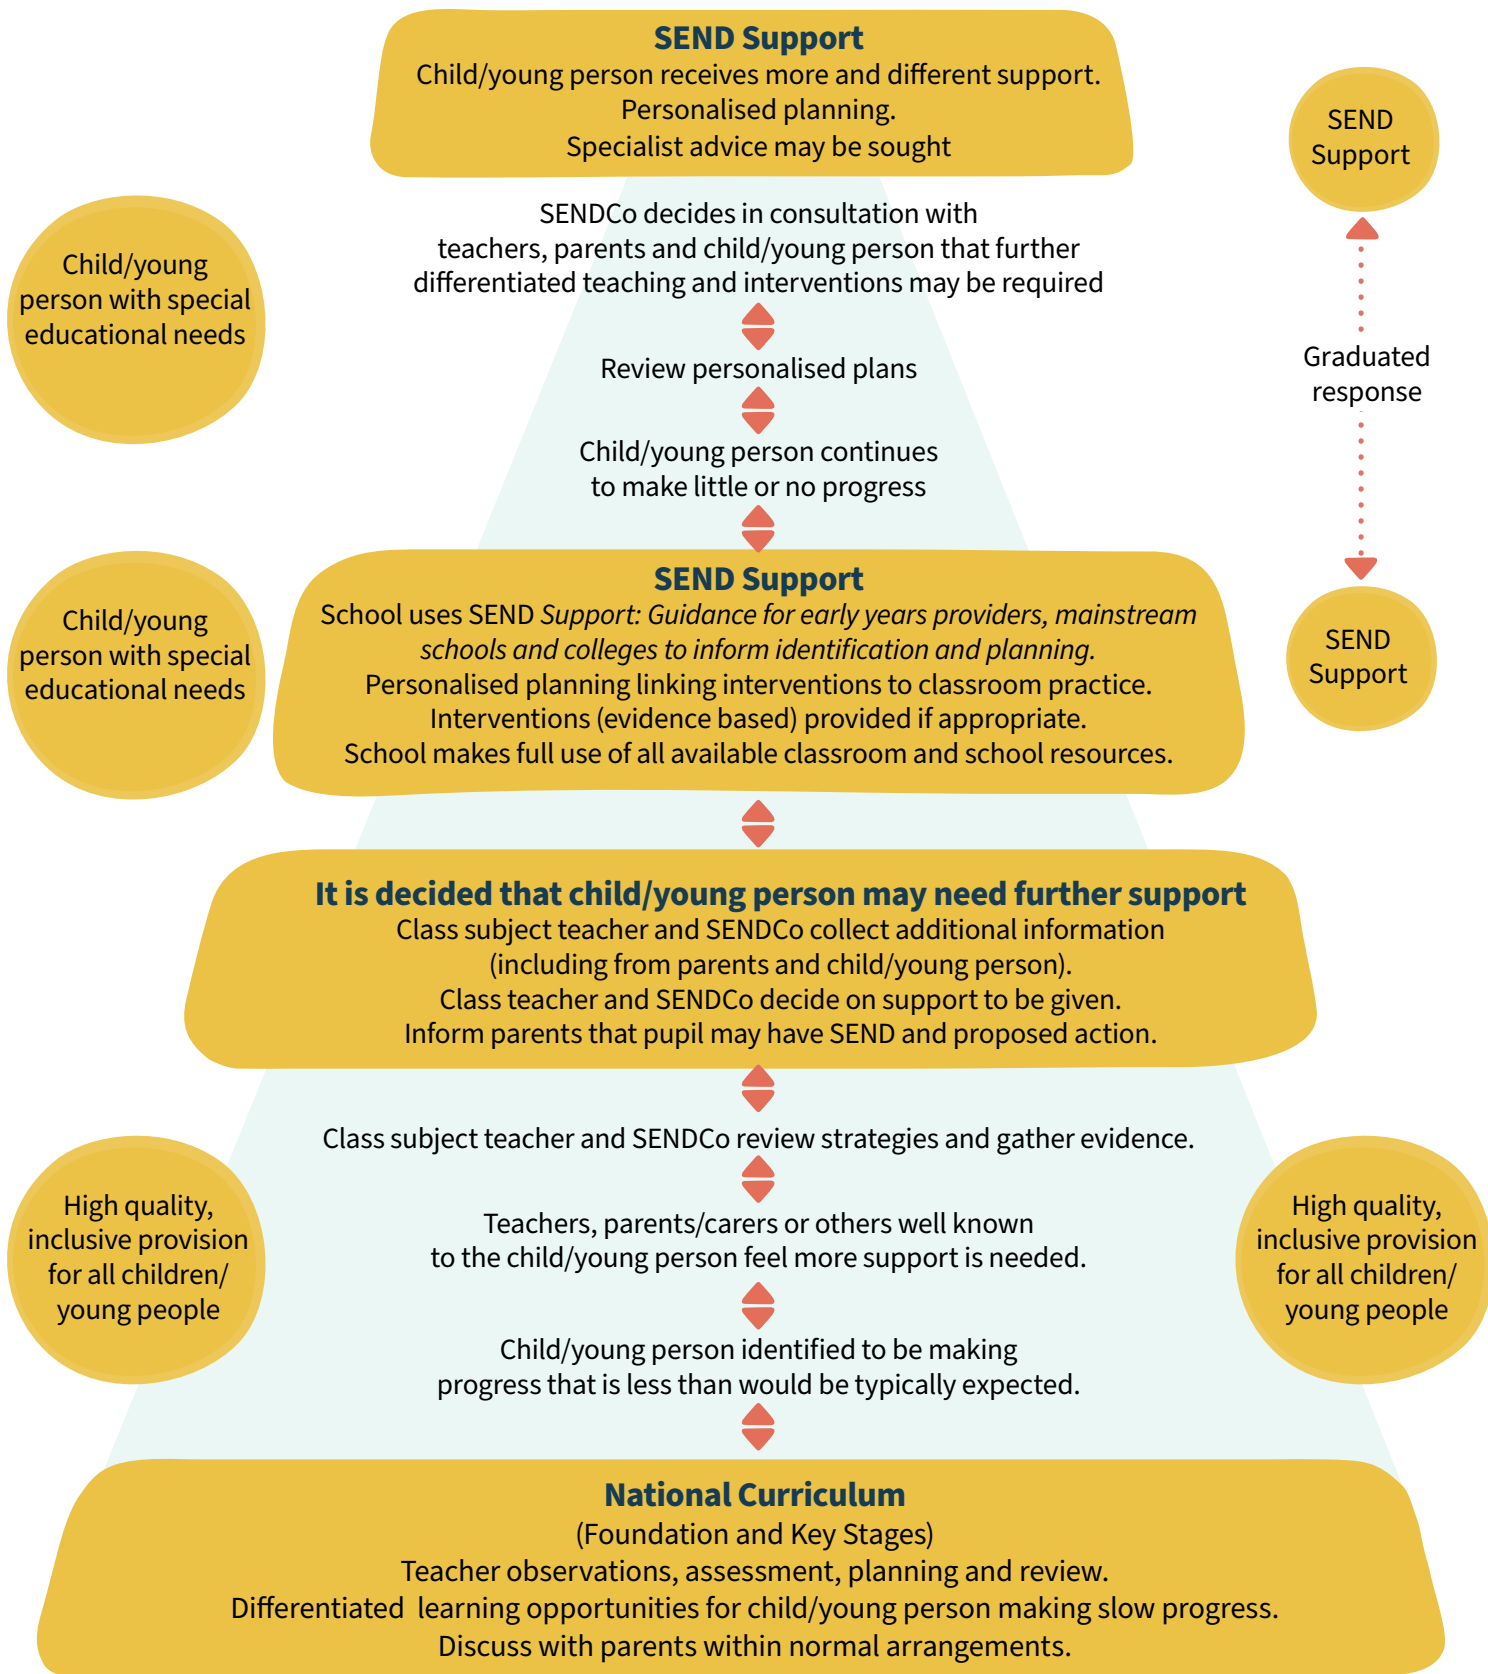 SEND Support
Child/young person receives more and different support.
Personalised planning.
Specialist advice may be sought
SEND
Support
SENDCo decides in consultation with
teachers, parents and child/young person that further
differentiated teaching and interventions may be required
Child/young
person with special
educational needs
Review personalised plans
Graduated
response
Child/young person continues
to make little or no progress
SEND Support
School uses SEND Support: Guidance for early years providers, mainstream
schools and colleges to inform identification and planning.
Personalised planning linking interventions to classroom practice.
Interventions (evidence based) provided if appropriate.
School makes full use of all available classroom and school resources.
Child/young
person with special
educational needs
SEND
Support
It is decided that child/young person may need further support
Class subject teacher and SENDCo collect additional information
(including from parents and child/young person).
Class teacher and SENDCo decide on support to be given.
Inform parents that pupil may have SEND and proposed action.
Class subject teacher and SENDCo review strategies and gather evidence.
High quality,
inclusive provision
for all children/
young people
Teachers, parents/carers or others well known
to the child/young person feel more support is needed.
High quality,
inclusive provision
for all children/
young people
Child/young person identified to be making
progress that is less than would be typically expected.
National Curriculum
(Foundation and Key Stages)
Teacher observations, assessment, planning and review.
Differentiated  learning opportunities for child/young person making slow progress.
Discuss with parents within normal arrangements.